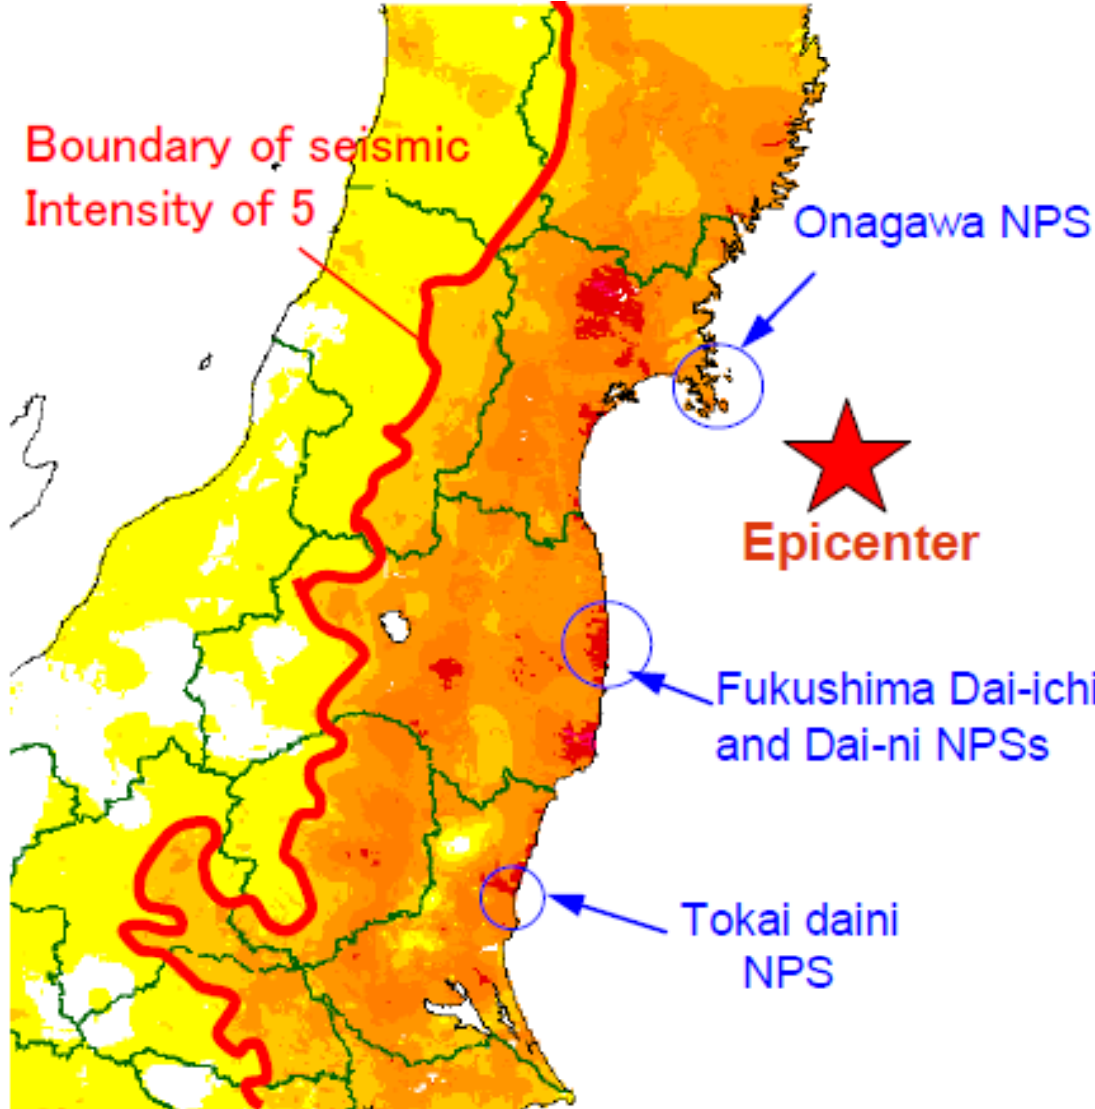 Boundary of seismic
Intensity of 5
Onagawa NPS
Epicenter
Fukushima Dai-ichi
and Dai-ni NPSs
Tokai daini
NPS